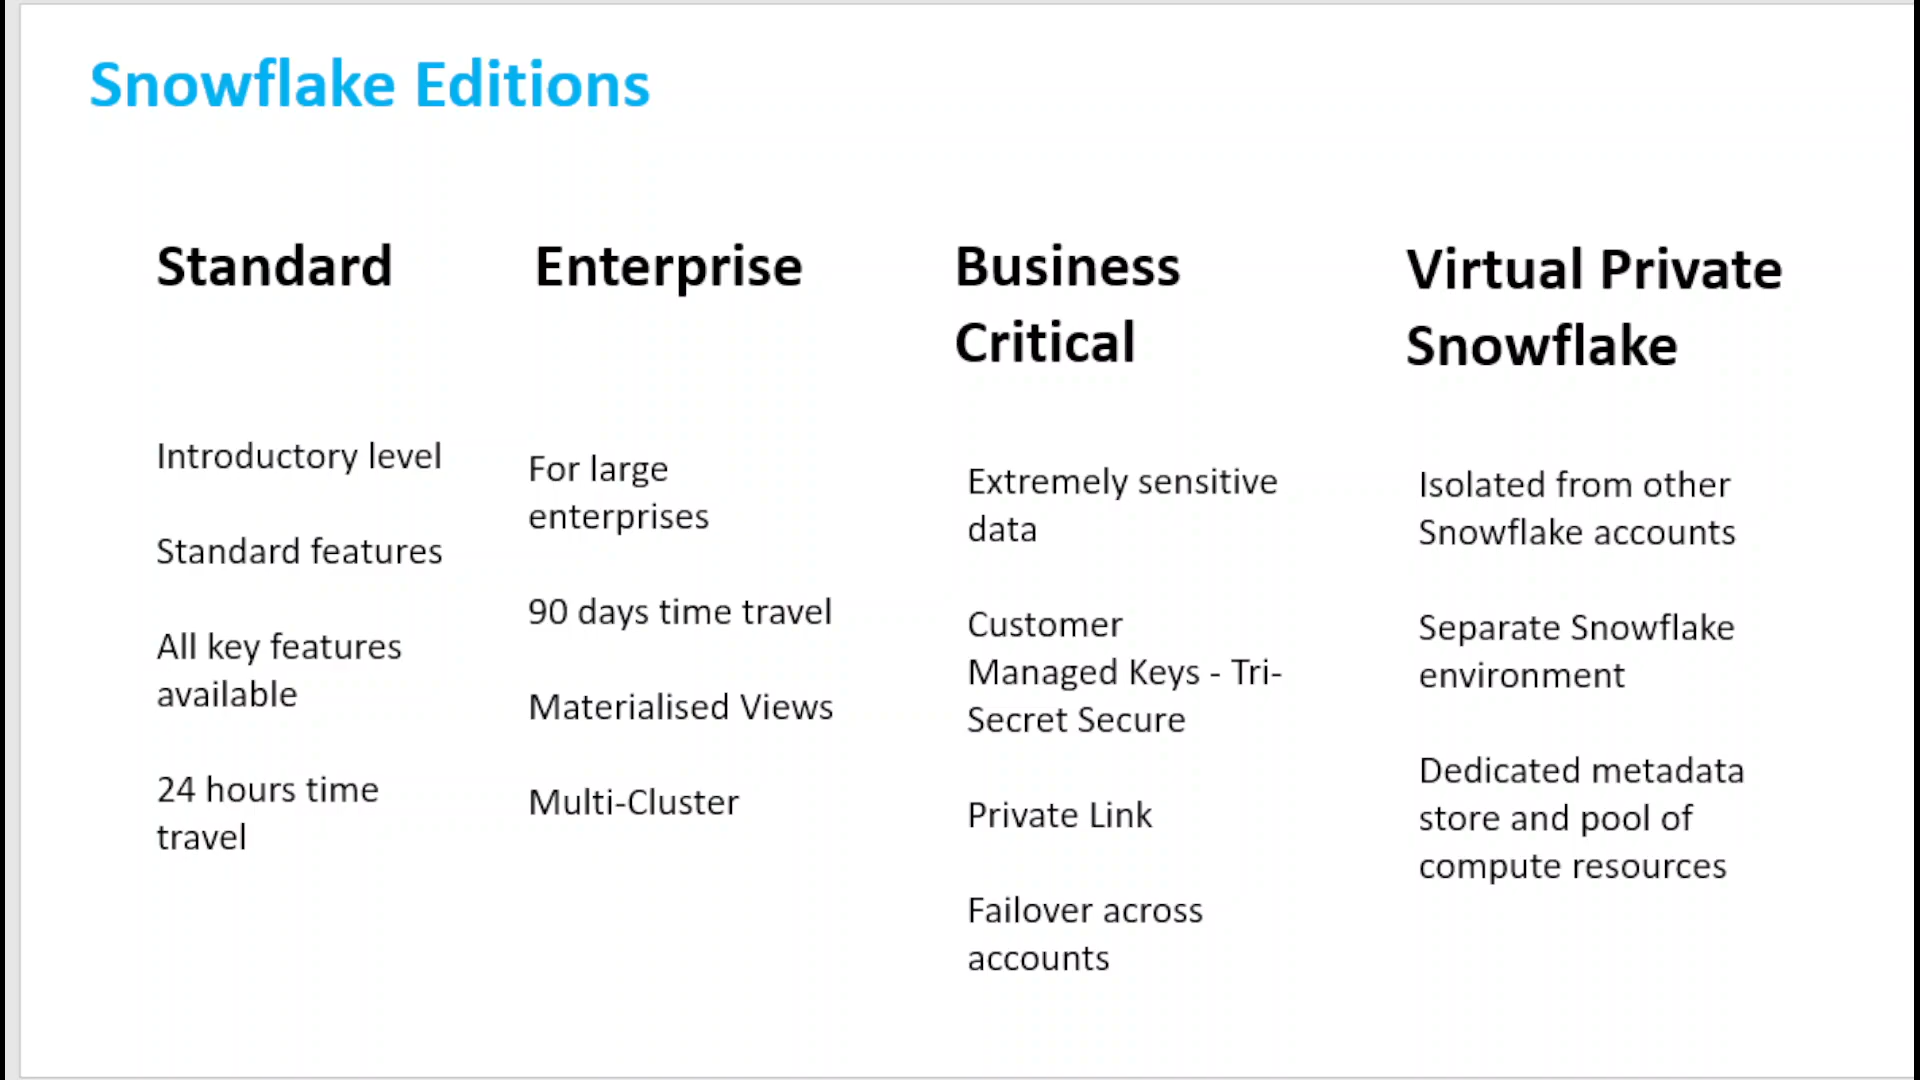 Snowflake Editions
Standard
Introductory level
Standard features
All key features
available
24 hours time
travel
Enterprise
For large
enterprises
90 days time travel
Materialised Views
Multi-Cluster
Business
Critical
Extremely sensitive
data
Customer
Managed Keys - Tri-
Secret Secure
Private Link
Failover across
accounts
Virtual Private
Snowflake
Isolated from other
Snowflake accounts
Separate Snowflake
environment
Dedicated metadata
store and pool of
compute resources